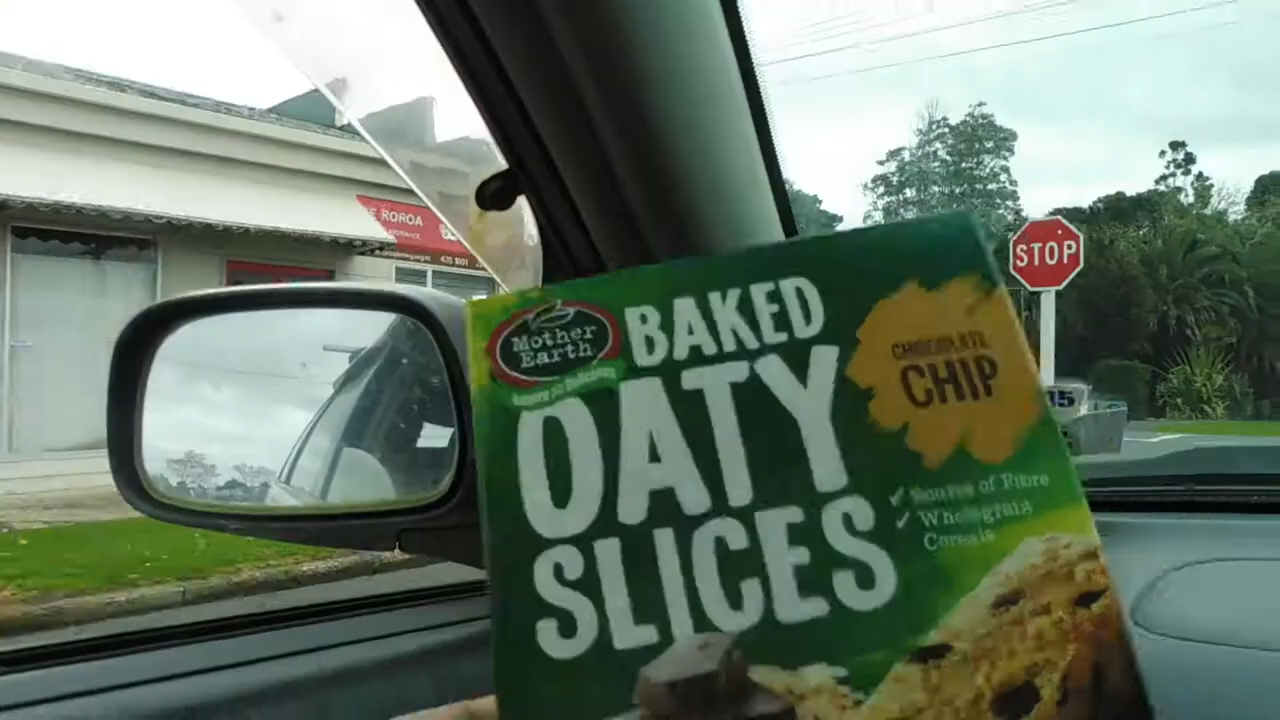 E ROROA
STOP
Mother
Earth
BAKED
OATY
SLICES
CHOCOLATE
CHIP
✓ Source of Fibre
✓ Wholegrain
Cereals